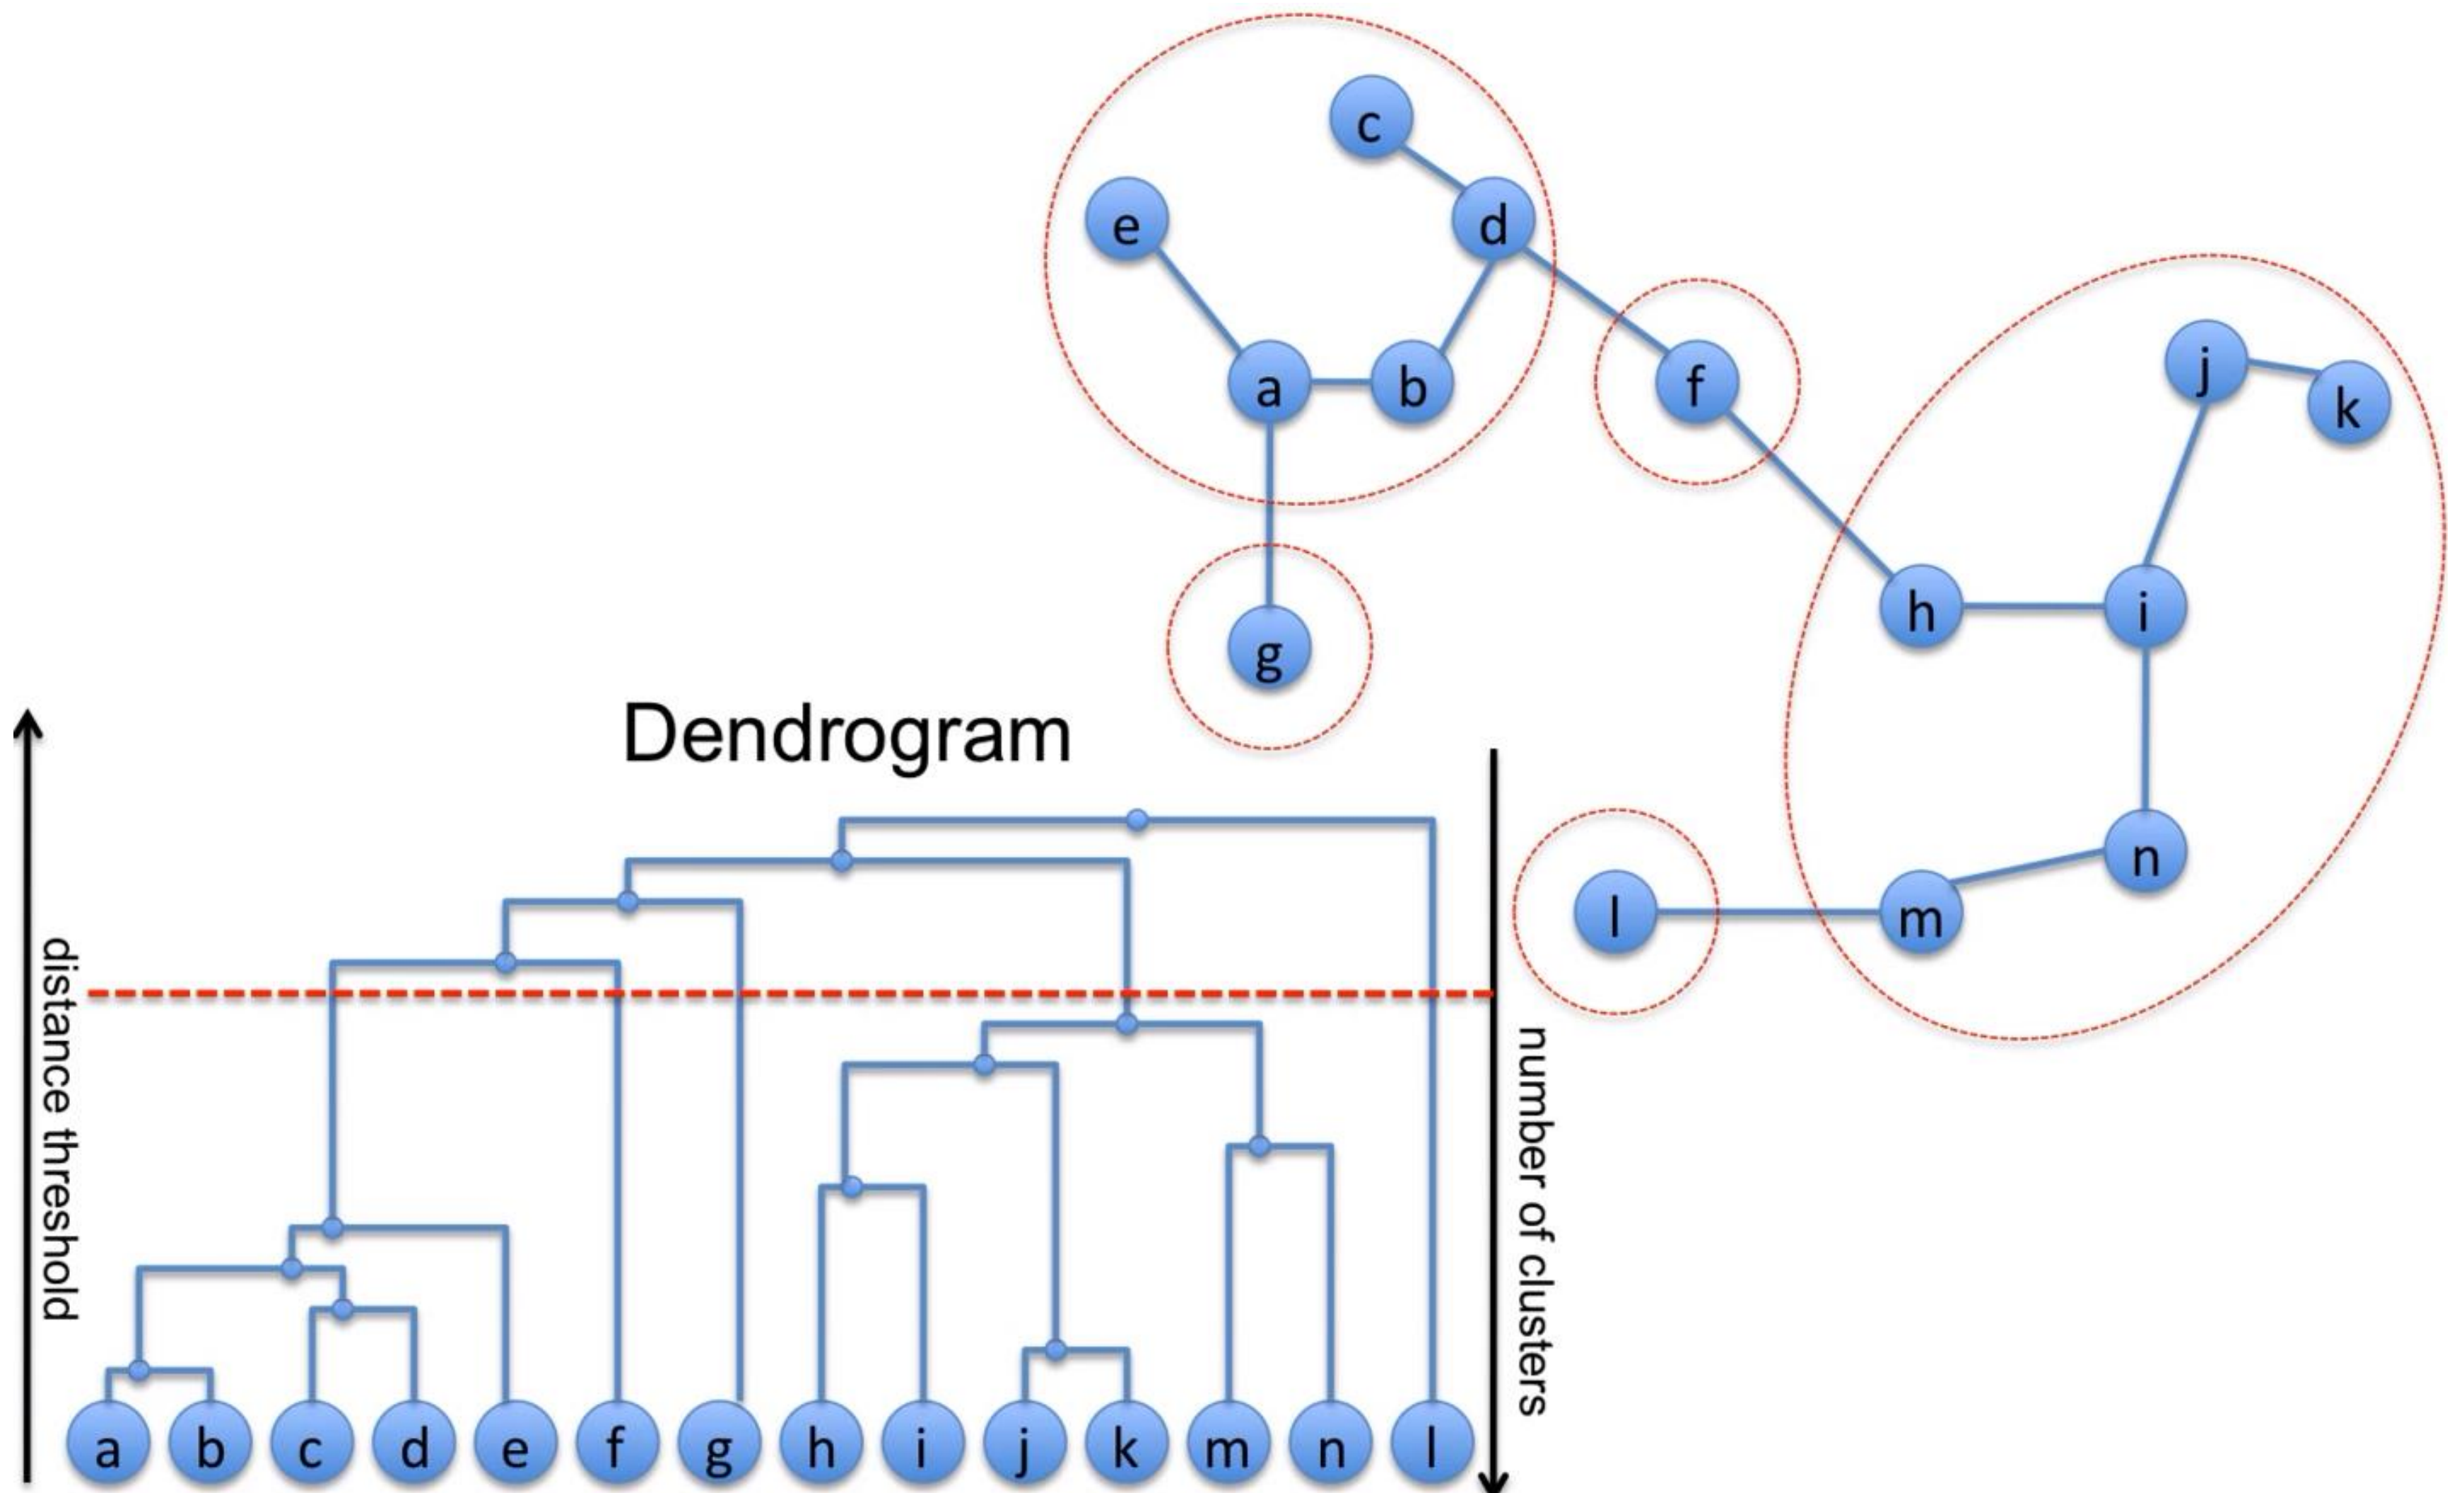 c
e
d
a
b
f
j
k
g
h
i
n
l
m
Dendrogram
distance threshold
number of clusters
a b c d e f g h i j k m n l